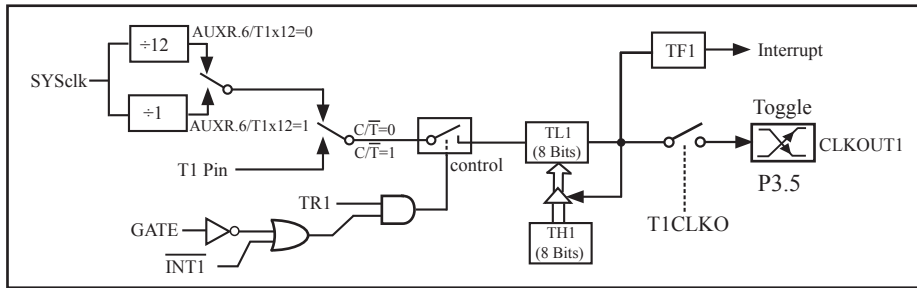 AUXR.6/T1x12=0
÷12
SYSclk
÷1
AUXR.6/T1x12=1
C/T̅=0
C/T̅=1
T1 Pin
control
TR1
GATE
I̅N̅T̅1̅
TL1
(8 Bits)
TH1
(8 Bits)
TF1
Interrupt
Toggle
CLKOUT1
P3.5
T1CLKO